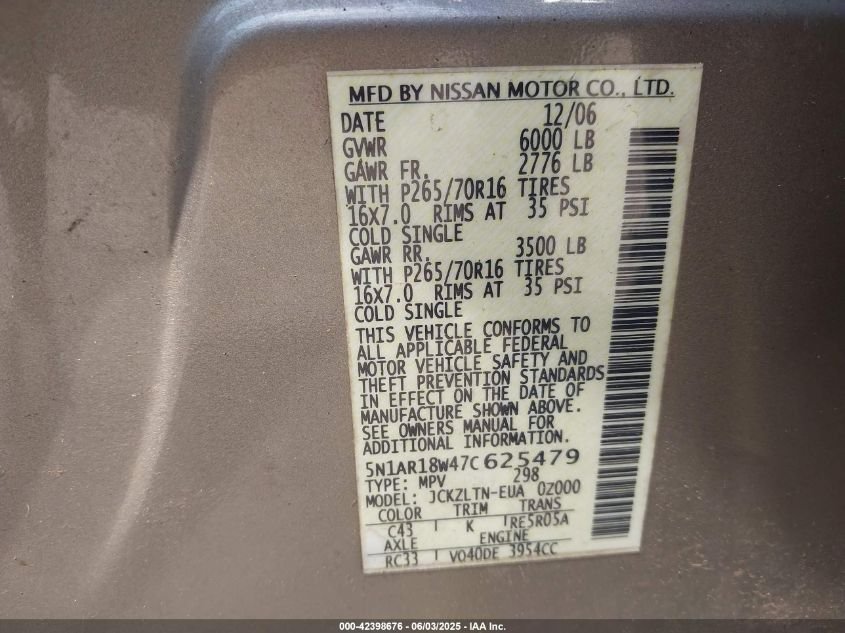 MFD BY NISSAN MOTOR CO., LTD.
DATE 12/06
GVWR 6000 LB
GAWR FR. 2776 LB
WITH P265/70R16 TIRES
16X7.0 RIMS AT 35 PSI
COLD SINGLE
GAWR RR. 3500 LB
WITH P265/70R16 TIRES
16X7.0 RIMS AT 35 PSI
COLD SINGLE
THIS VEHICLE CONFORMS TO
ALL APPLICABLE FEDERAL
MOTOR VEHICLE SAFETY AND
THEFT PREVENTION STANDARDS
IN EFFECT ON THE DATE OF
MANUFACTURE SHOWN ABOVE.
SEE OWNERS MANUAL FOR
ADDITIONAL INFORMATION.
5N1AR18W47C625479
TYPE: MPV 298
MODEL: JCKZLTN-EUA 0Z000
COLOR TRIM TRANS
C43 K RE5R05A
AXLE ENGINE
RC33 VQ40DE 3954CC
000-42398676 - 06/03/2025 - IAA Inc.